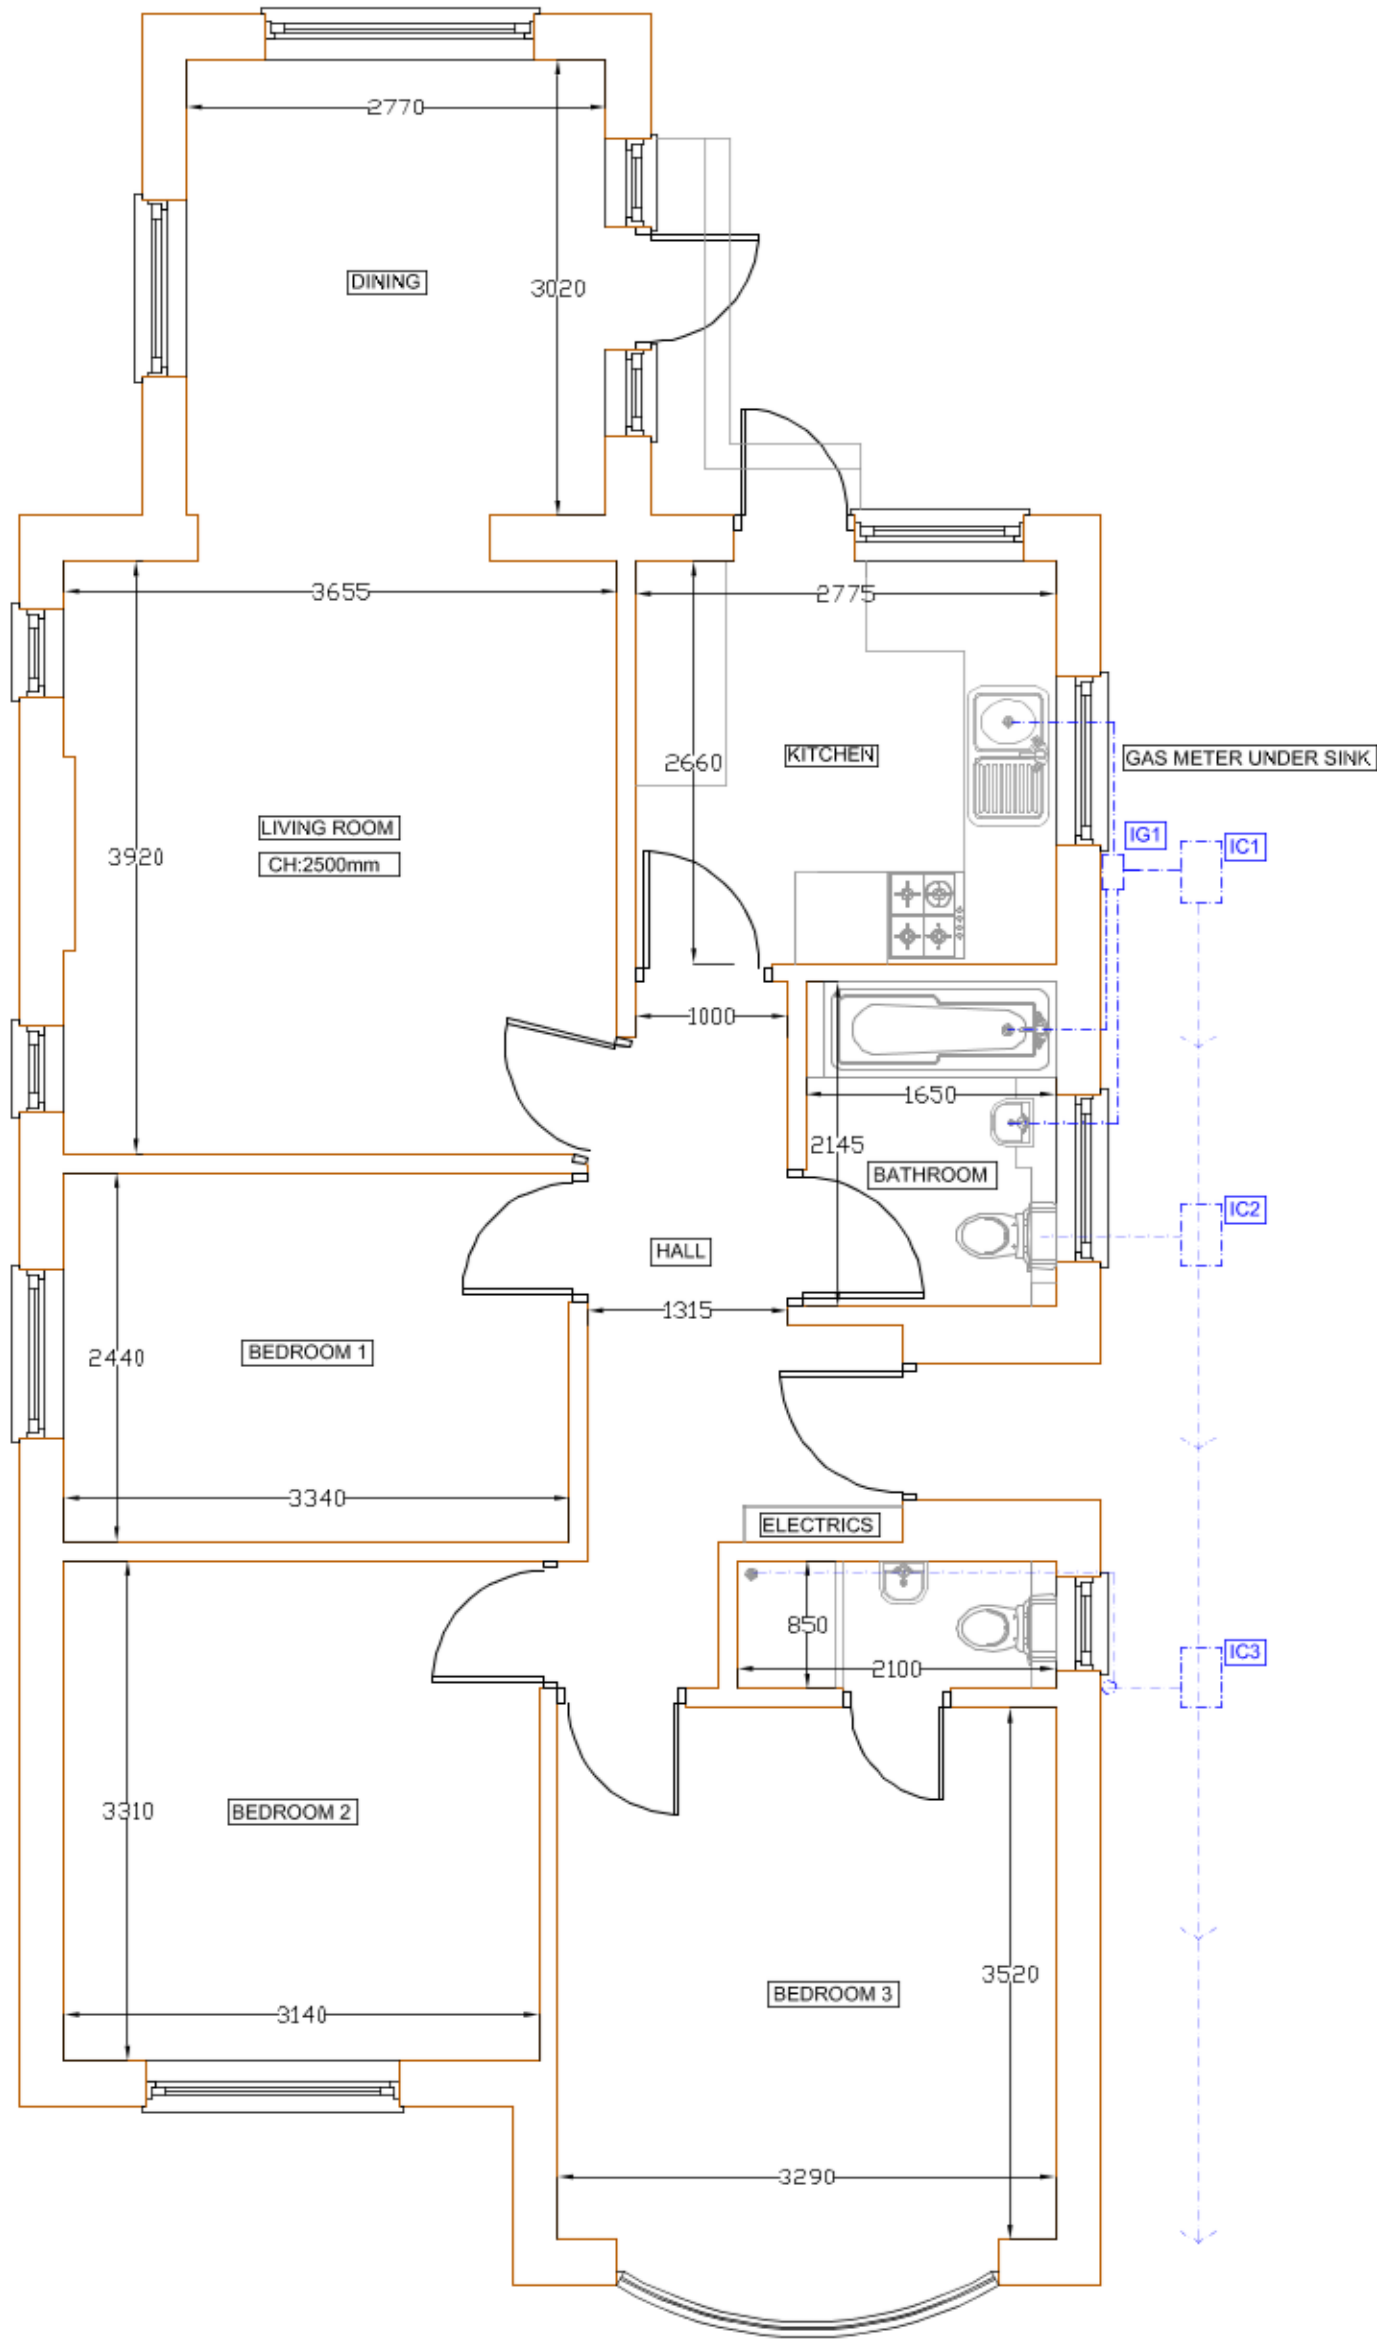 2770
DINING
3020
3655
2775
2660
KITCHEN
GAS METER UNDER SINK
LIVING ROOM
CH:2500mm
3920
IG1
IC1
1000
1650
2145
BATHROOM
IC2
HALL
1315
BEDROOM 1
2440
3340
ELECTRICS
850
2100
IC3
3310
BEDROOM 2
3520
BEDROOM 3
3140
3290